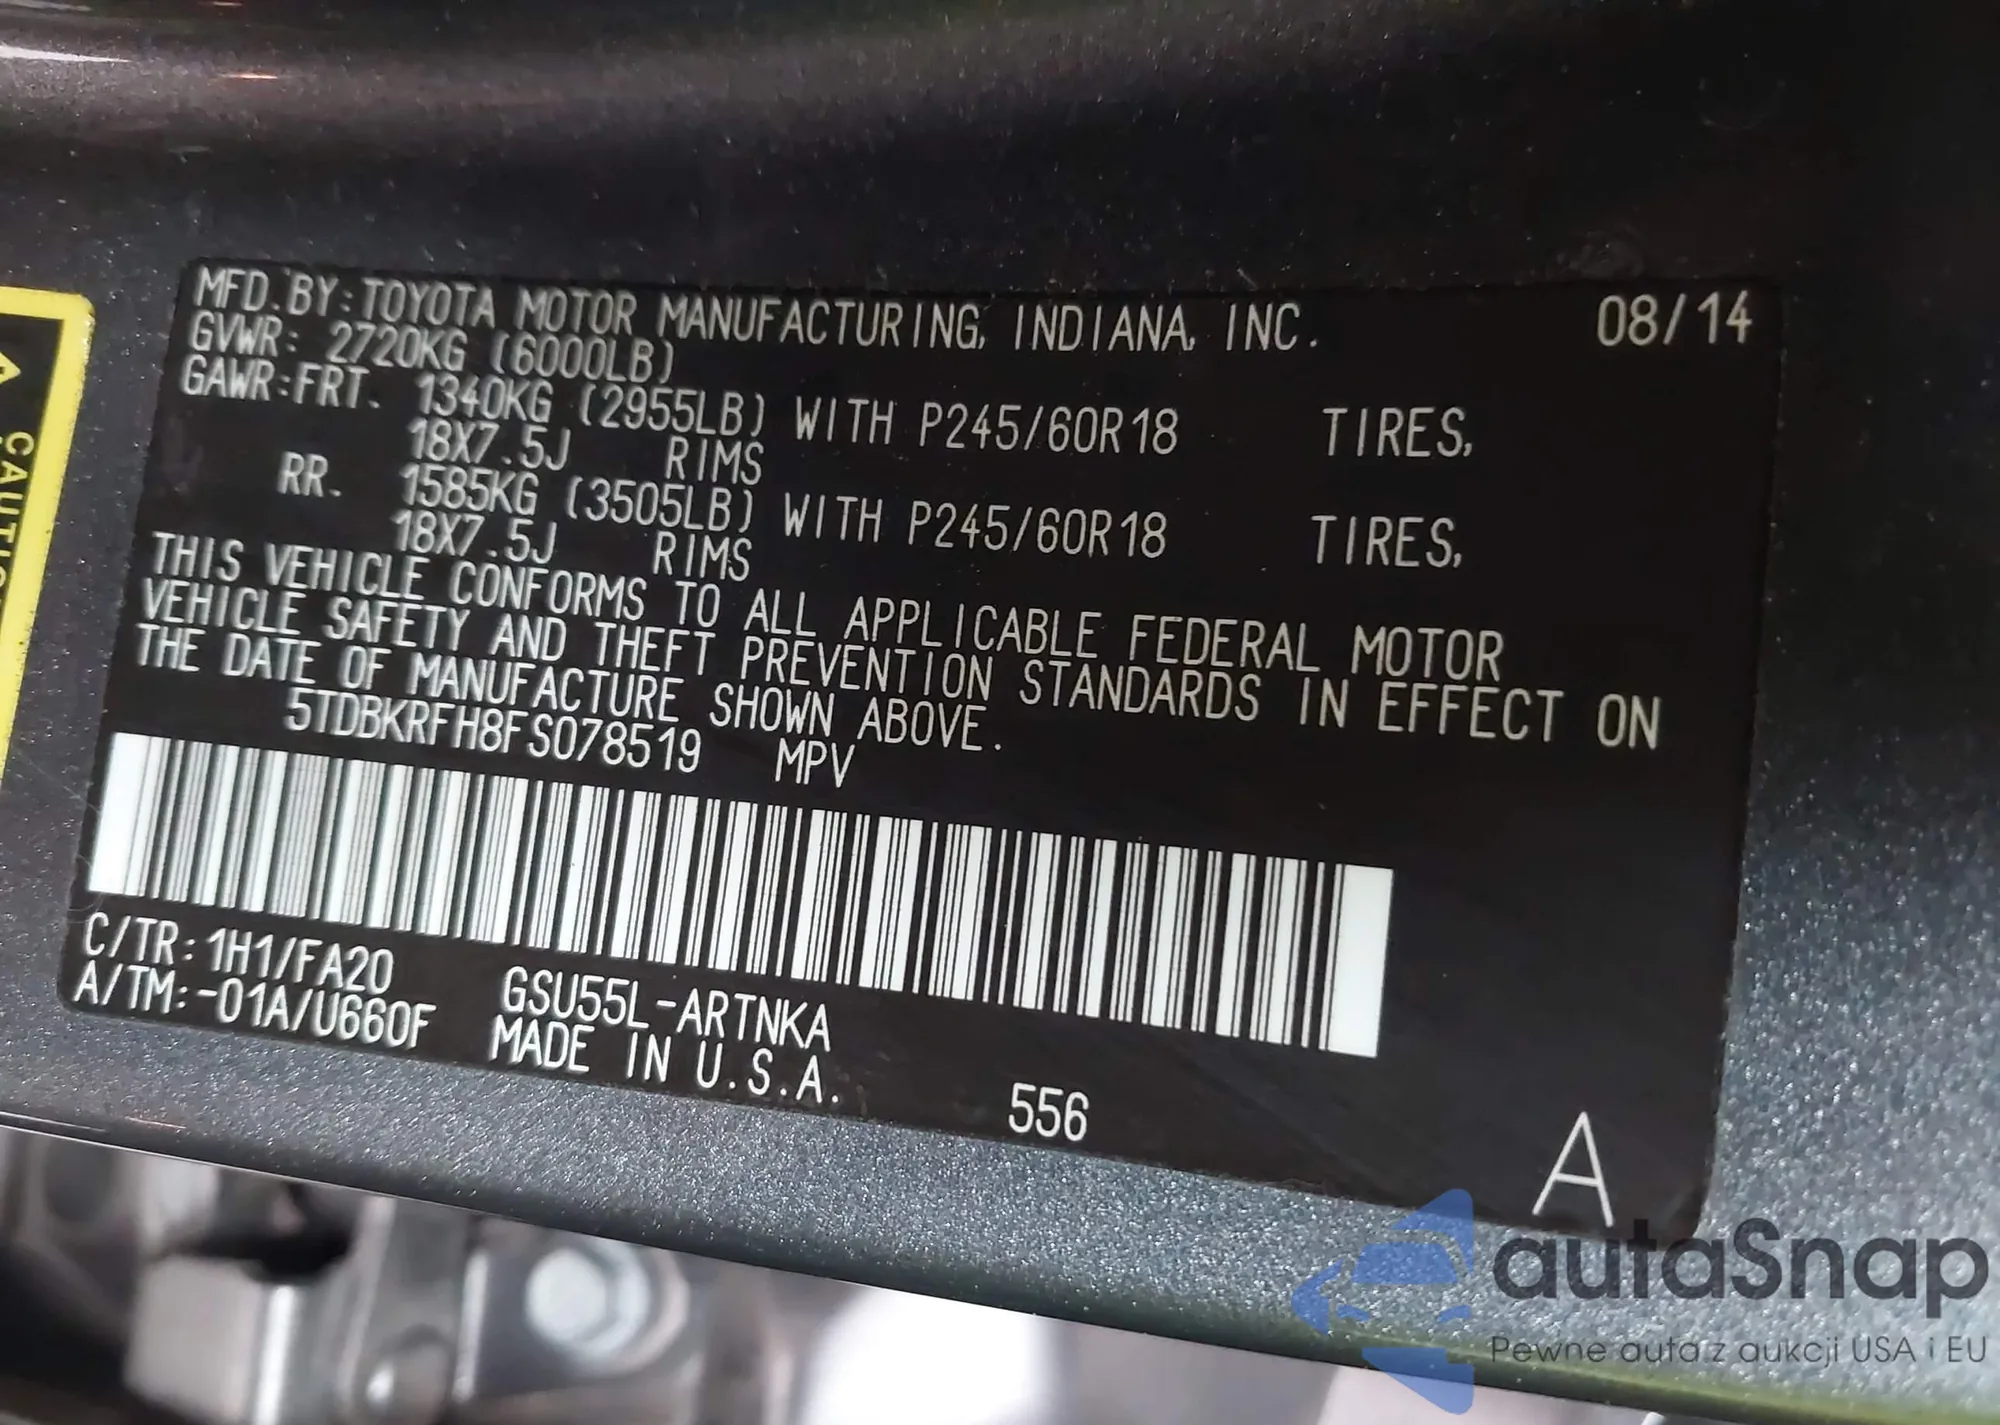 MFD.BY:TOYOTA MOTOR MANUFACTURING, INDIANA, INC. 08/14
GVWR: 2720KG (6000LB)
GAWR:FRT. 1340KG (2955LB) WITH P245/60R18 TIRES,
18X7.5J RIMS
RR. 1585KG (3505LB) WITH P245/60R18 TIRES,
18X7.5J RIMS
THIS VEHICLE CONFORMS TO ALL APPLICABLE FEDERAL MOTOR
VEHICLE SAFETY AND THEFT PREVENTION STANDARDS IN EFFECT ON
THE DATE OF MANUFACTURE SHOWN ABOVE.
5TDBKRFH8FS078519 MPV
C/TR:1H1/FA20 GSU55L-ARTNKA
A/TM:-01A/U660F MADE IN U.S.A.
556
A
CAUTION
autaSnap
Pewne auta z aukcji USA i EU